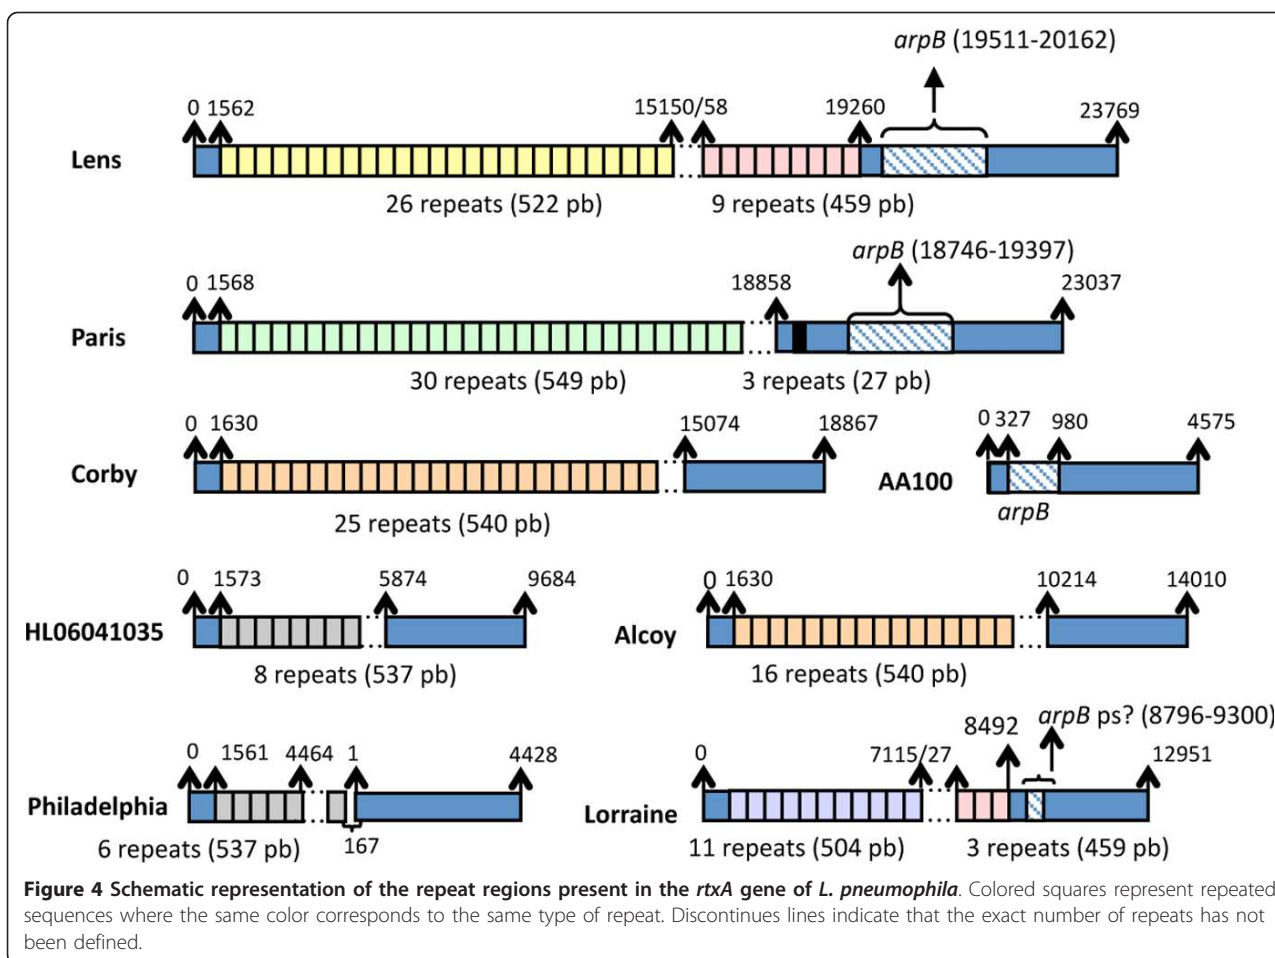 arpB (19511-20162)
0 1562 15150/58 19260 23769
Lens
26 repeats (522 pb) 9 repeats (459 pb)
arpB (18746-19397)
0 1568 18858 23037
Paris
30 repeats (549 pb) 3 repeats (27 pb)
0 1630 15074 18867
Corby
25 repeats (540 pb)
0 327 980 4575
AA100
arpB
0 1573 5874 9684
HL06041035
8 repeats (537 pb)
0 1630 10214 14010
Alcoy
16 repeats (540 pb)
0 1561 4464 1 4428
Philadelphia
6 repeats (537 pb) 167
arpB ps? (8796-9300)
0 7115/27 8492 12951
Lorraine
11 repeats (504 pb) 3 repeats (459 pb)
Figure 4 Schematic representation of the repeat regions present in the rtxA gene of L. pneumophila. Colored squares represent repeated
sequences where the same color corresponds to the same type of repeat. Discontinues lines indicate that the exact number of repeats has not
been defined.